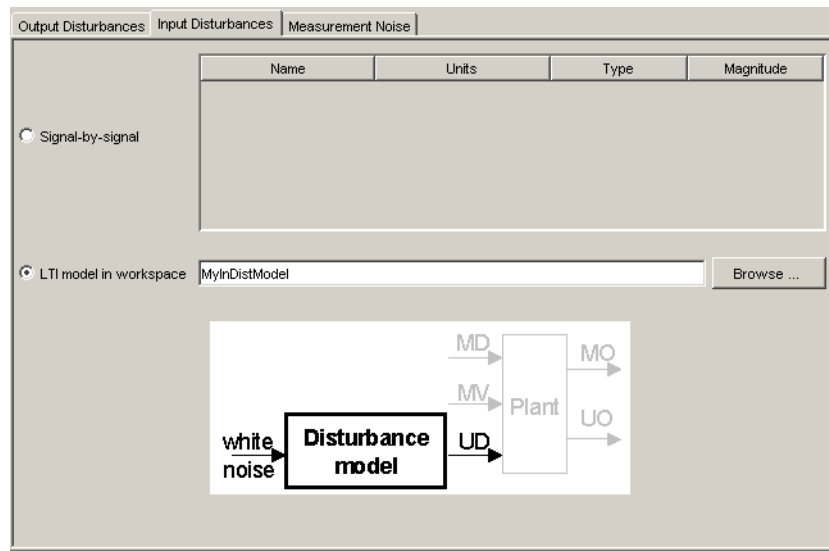 Output Disturbances Input Disturbances Measurement Noise
Name Units Type Magnitude
Signal-by-signal
LTI model in workspace MyInDistModel Browse ...
MD MO
MV Plant
UO
white Disturbance UD
noise model